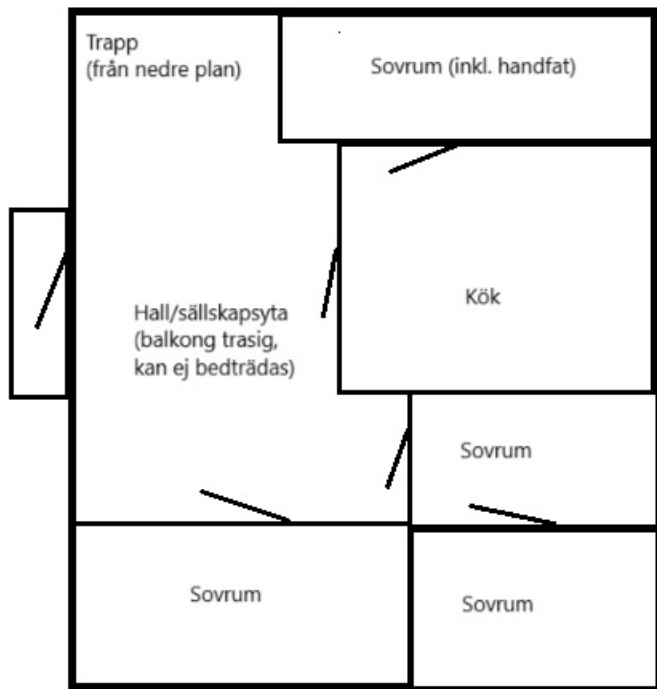 Trapp
(från nedre plan)
Sovrum (inkl. handfat)
Kök
Hall/sällskapsyta
(balkong trasig,
kan ej bedträdas)
Sovrum
Sovrum
Sovrum